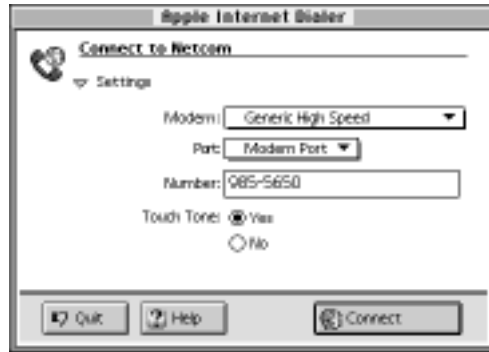 Apple Internet Dialer
Connect to Netcom
Settings
Modem: Generic High Speed
Port: Modem Port
Number: 985-5650
Touch Tone: Yes
No
Quit Help Connect